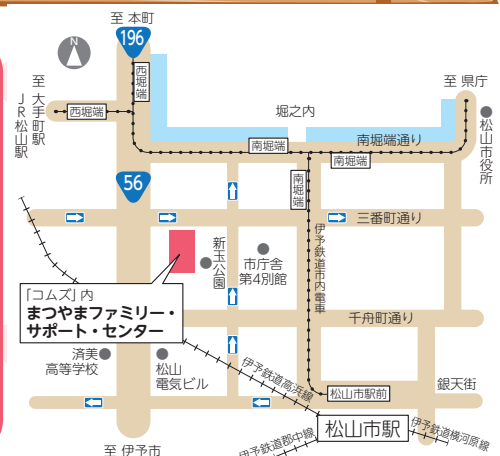 至 本町
196
N
至
大手町駅
JR松山駅
西堀端
西堀端
堀之内
至 県庁
松山市役所
南堀端通り
南堀端
南堀端
南堀端
56
三番町通り
伊予鉄道市内電車
新玉公園
市庁舎
第4別館
「コムズ」内
まつやまファミリー・
サポート・センター
千舟町通り
済美
高等学校
松山
電気ビル
伊予鉄道高浜線
松山市駅前
銀天街
松山市駅
伊予鉄道横河原線
伊予鉄道郡中線
至 伊予市